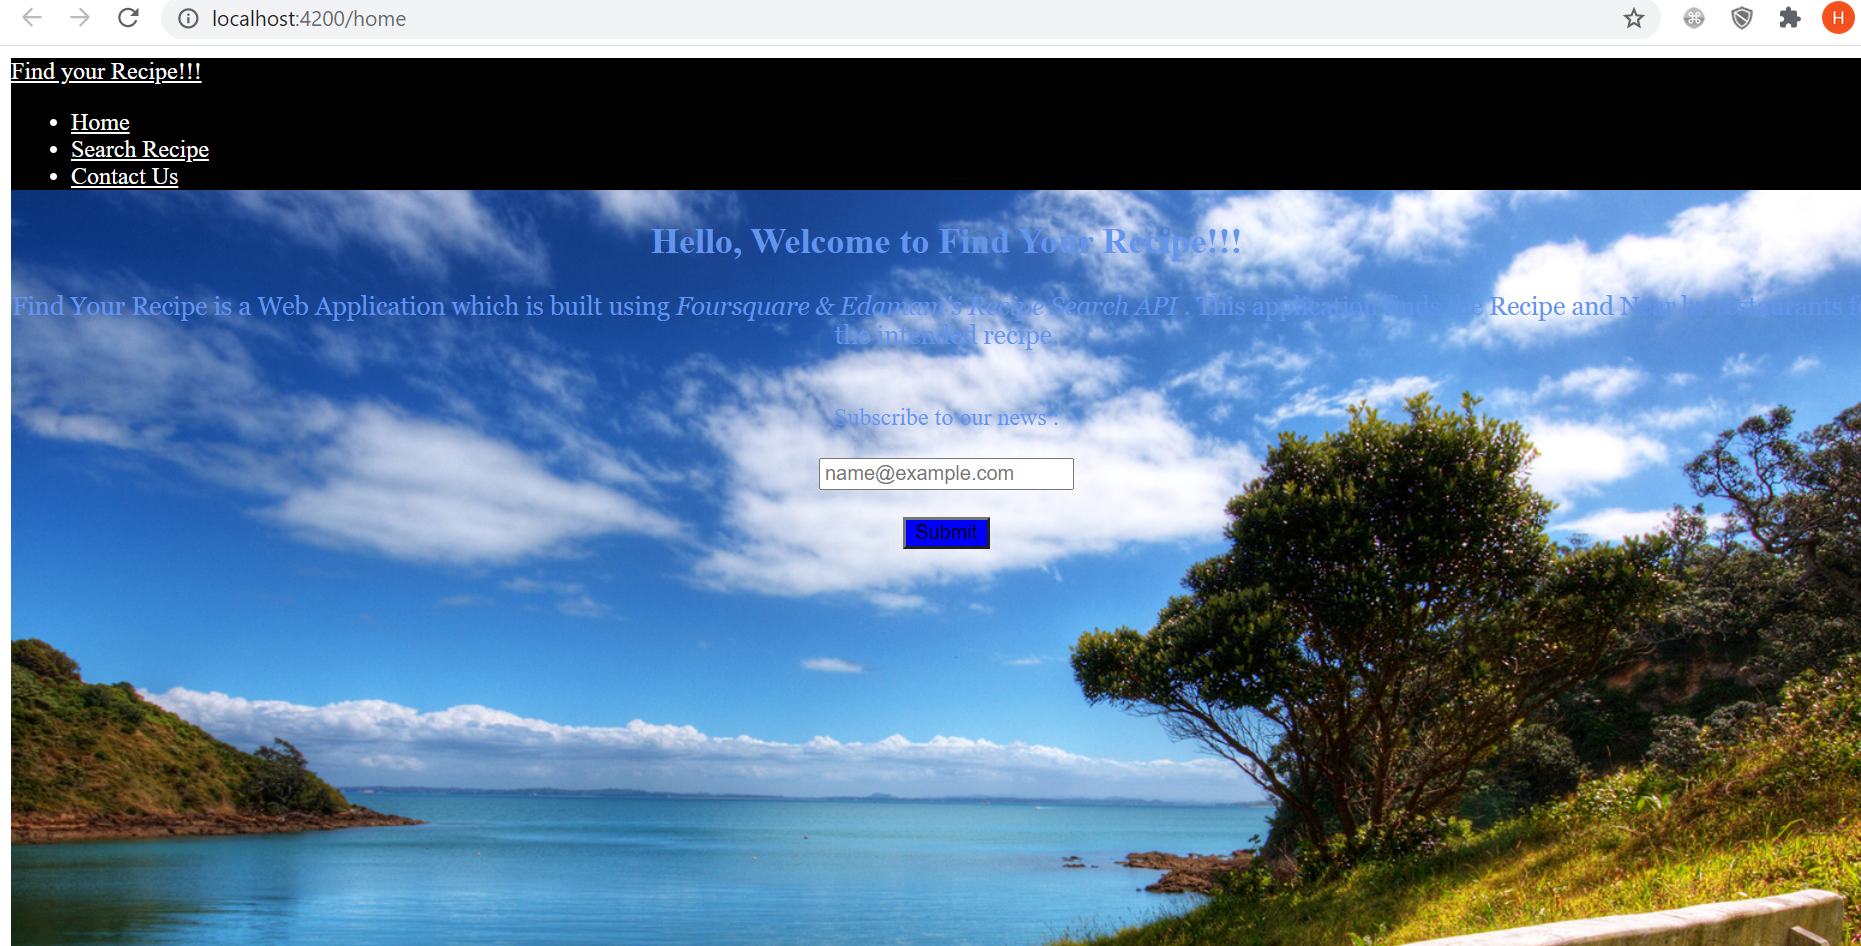 localhost:4200/home
H
Find your Recipe!!!
Home
Search Recipe
Contact Us
Hello, Welcome to Find Your Recipe!!!
Find Your Recipe is a Web Application which is built using Foursquare & Edamam's Recipe Search API . This application finds the Recipe and Near by restaurants f
the intended recipe.
Subscribe to our news :
name@example.com
Submit